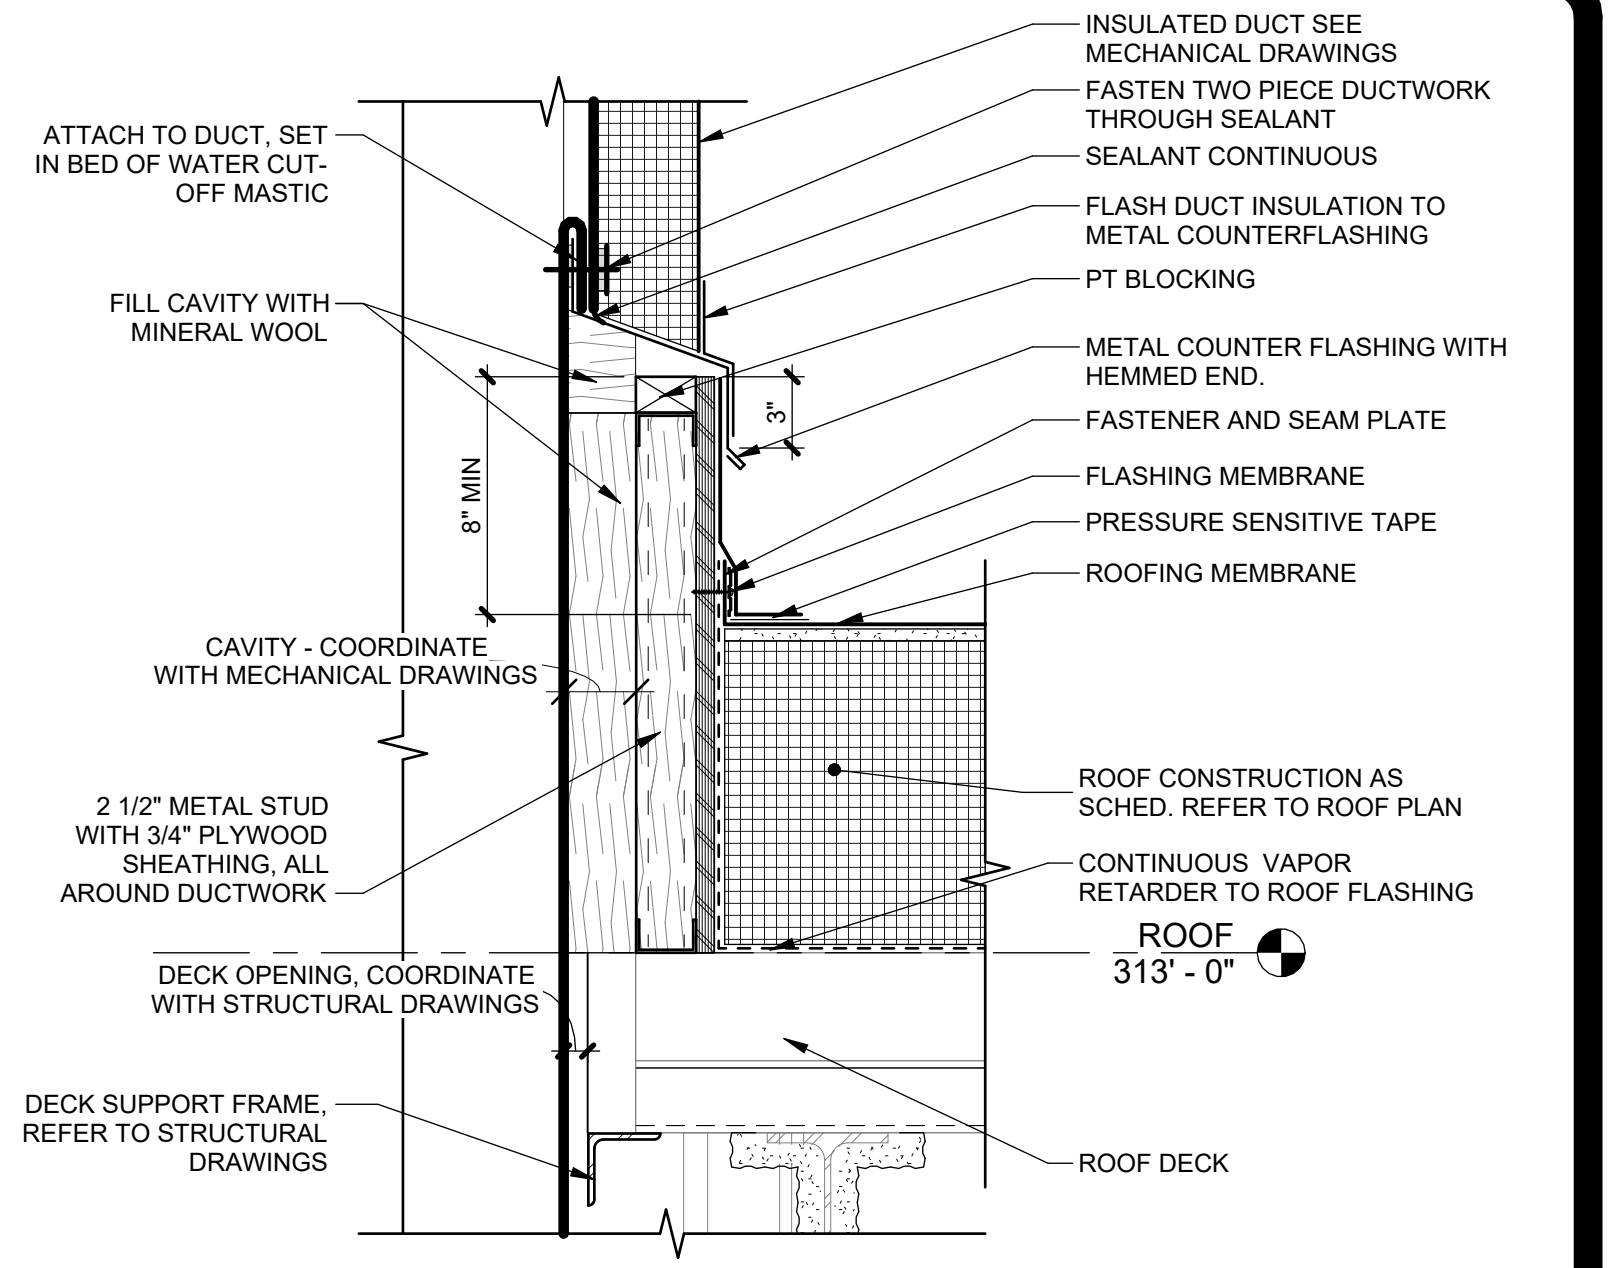 INSULATED DUCT SEE
MECHANICAL DRAWINGS
FASTEN TWO PIECE DUCTWORK
THROUGH SEALANT
SEALANT CONTINUOUS
FLASH DUCT INSULATION TO
METAL COUNTERFLASHING
PT BLOCKING
METAL COUNTER FLASHING WITH
HEMMED END.
FASTENER AND SEAM PLATE
FLASHING MEMBRANE
PRESSURE SENSITIVE TAPE
ROOFING MEMBRANE
ROOF CONSTRUCTION AS
SCHED. REFER TO ROOF PLAN
CONTINUOUS VAPOR
RETARDER TO ROOF FLASHING
ROOF
313' - 0"
ROOF DECK
ATTACH TO DUCT, SET
IN BED OF WATER CUT-
OFF MASTIC
FILL CAVITY WITH
MINERAL WOOL
8" MIN
3"
CAVITY - COORDINATE
WITH MECHANICAL DRAWINGS
2 1/2" METAL STUD
WITH 3/4" PLYWOOD
SHEATHING, ALL
AROUND DUCTWORK
DECK OPENING, COORDINATE
WITH STRUCTURAL DRAWINGS
DECK SUPPORT FRAME,
REFER TO STRUCTURAL
DRAWINGS